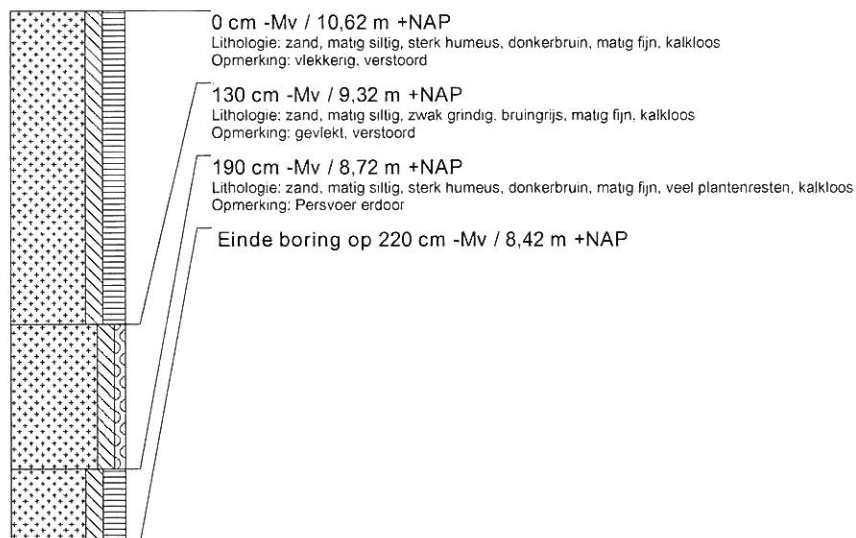 0 cm -Mv / 10,62 m +NAP
Lithologie: zand, matig siltig, sterk humeus, donkerbruin, matig fijn, kalkloos
Opmerking: vlekkerig, verstoord
130 cm -Mv / 9,32 m +NAP
Lithologie: zand, matig siltig, zwak grindig, bruingrijs, matig fijn, kalkloos
Opmerking: gevlekt, verstoord
190 cm -Mv / 8,72 m +NAP
Lithologie: zand, matig siltig, sterk humeus, donkerbruin, matig fijn, veel plantenresten, kalkloos
Opmerking: Persvoer erdoor
Einde boring op 220 cm -Mv / 8,42 m +NAP